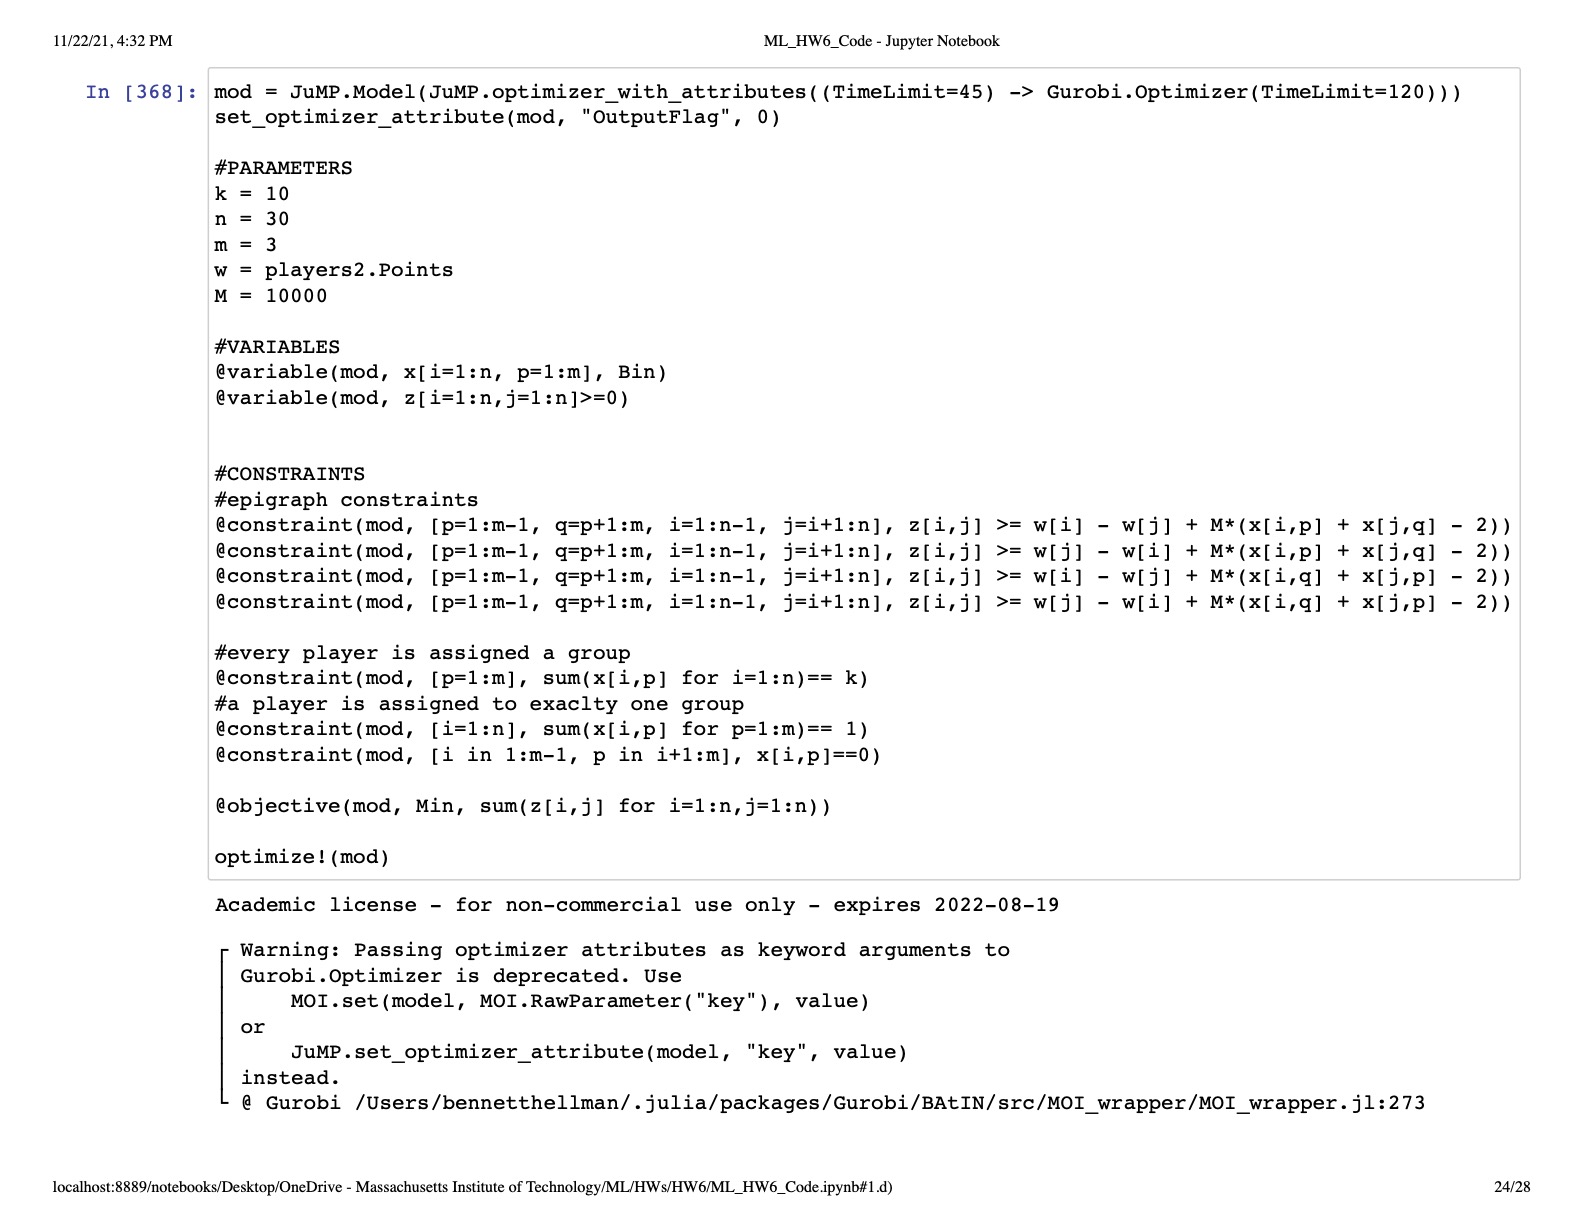 11/22/21, 4:32 PM
ML_HW6_Code - Jupyter Notebook
In [368]:
mod = JuMP.Model(JuMP.optimizer_with_attributes((TimeLimit=45) -> Gurobi.Optimizer(TimeLimit=120)))
set_optimizer_attribute(mod, "OutputFlag", 0)
#PARAMETERS
k = 10
n = 30
m = 3
w = players2.Points
M = 10000
#VARIABLES
@variable(mod, x[i=1:n, p=1:m], Bin)
@variable(mod, z[i=1:n,j=1:n]>=0)
#CONSTRAINTS
#epigraph constraints
@constraint(mod, [p=1:m-1, q=p+1:m, i=1:n-1, j=i+1:n], z[i,j] >= w[i] - w[j] + M*(x[i,p] + x[j,q] - 2))
@constraint(mod, [p=1:m-1, q=p+1:m, i=1:n-1, j=i+1:n], z[i,j] >= w[j] - w[i] + M*(x[i,p] + x[j,q] - 2))
@constraint(mod, [p=1:m-1, q=p+1:m, i=1:n-1, j=i+1:n], z[i,j] >= w[i] - w[j] + M*(x[i,q] + x[j,p] - 2))
@constraint(mod, [p=1:m-1, q=p+1:m, i=1:n-1, j=i+1:n], z[i,j] >= w[j] - w[i] + M*(x[i,q] + x[j,p] - 2))
#every player is assigned a group
@constraint(mod, [p=1:m], sum(x[i,p] for i=1:n)== k)
#a player is assigned to exaclty one group
@constraint(mod, [i=1:n], sum(x[i,p] for p=1:m)== 1)
@constraint(mod, [i in 1:m-1, p in i+1:m], x[i,p]==0)
@objective(mod, Min, sum(z[i,j] for i=1:n,j=1:n))
optimize!(mod)
Academic license - for non-commercial use only - expires 2022-08-19
┌ Warning: Passing optimizer attributes as keyword arguments to
│ Gurobi.Optimizer is deprecated. Use
│     MOI.set(model, MOI.RawParameter("key"), value)
│ or
│     JuMP.set_optimizer_attribute(model, "key", value)
│ instead.
└ @ Gurobi /Users/bennetthellman/.julia/packages/Gurobi/BAtIN/src/MOI_wrapper/MOI_wrapper.jl:273
localhost:8889/notebooks/Desktop/OneDrive - Massachusetts Institute of Technology/ML/HWs/HW6/ML_HW6_Code.ipynb#1.d)
24/28